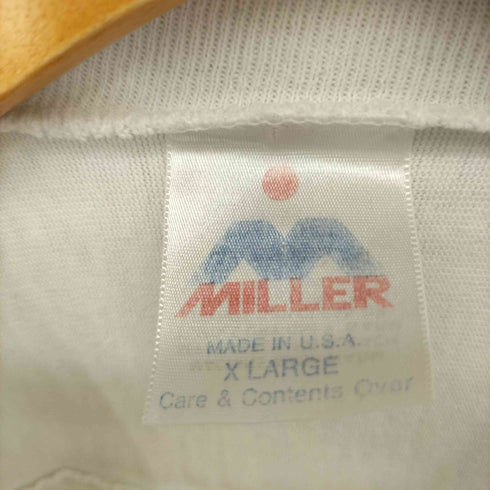 MILLER
MADE IN U.S.A.
X LARGE
Care & Contents Over